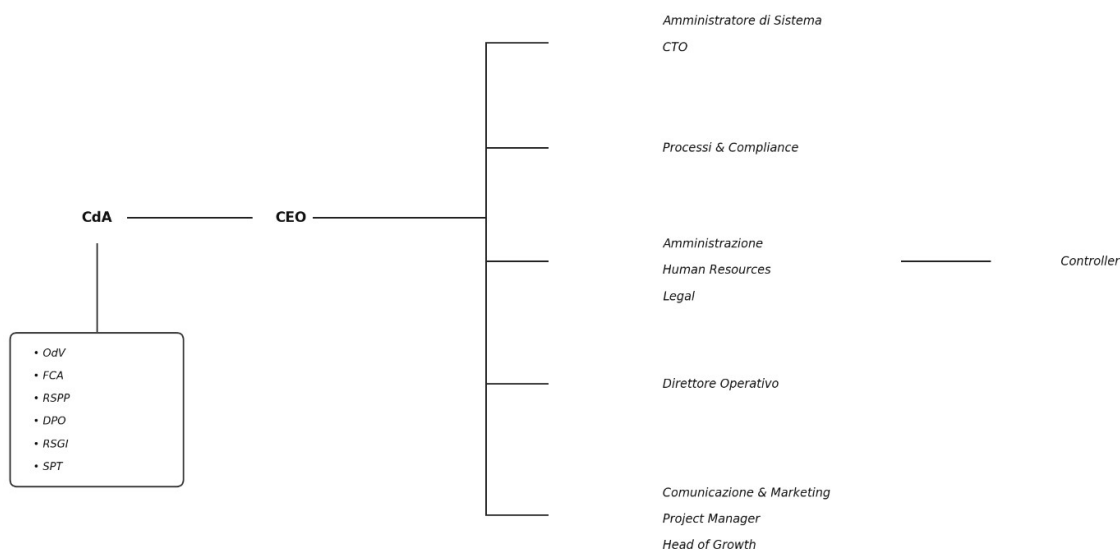 CdA
CEO
• OdV
• FCA
• RSPP
• DPO
• RSGI
• SPT
Amministratore di Sistema
CTO
Processi & Compliance
Amministrazione
Human Resources
Legal
Controller
Direttore Operativo
Comunicazione & Marketing
Project Manager
Head of Growth